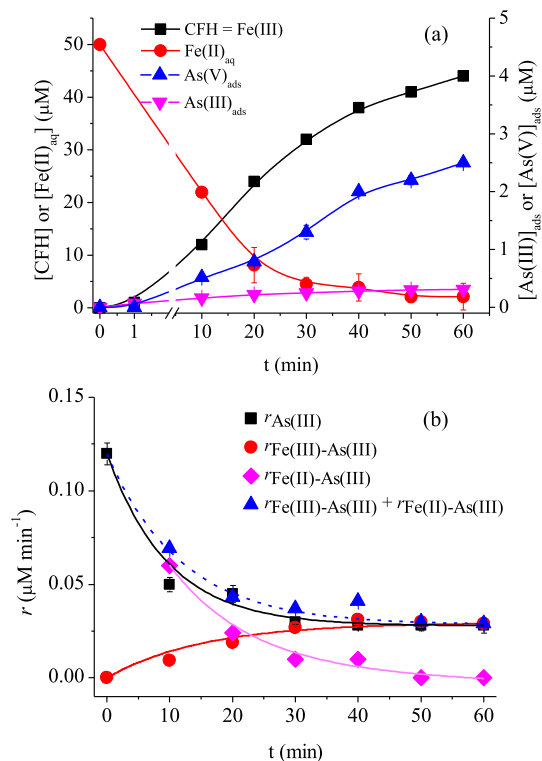 (a)
CFH = Fe(III)
Fe(II)aq
As(V)ads
As(III)ads
50
40
30
20
10
0
5
4
3
2
1
0
[CFH] or [Fe(II)aq] (μM)
[As(III)]ads or [As(V)]ads (μM)
0 1 10 20 30 40 50 60
t (min)
(b)
rAs(III)
rFe(III)-As(III)
rFe(II)-As(III)
rFe(III)-As(III) + rFe(II)-As(III)
0.15
0.10
0.05
0.00
r (μM min-1)
0 10 20 30 40 50 60
t (min)